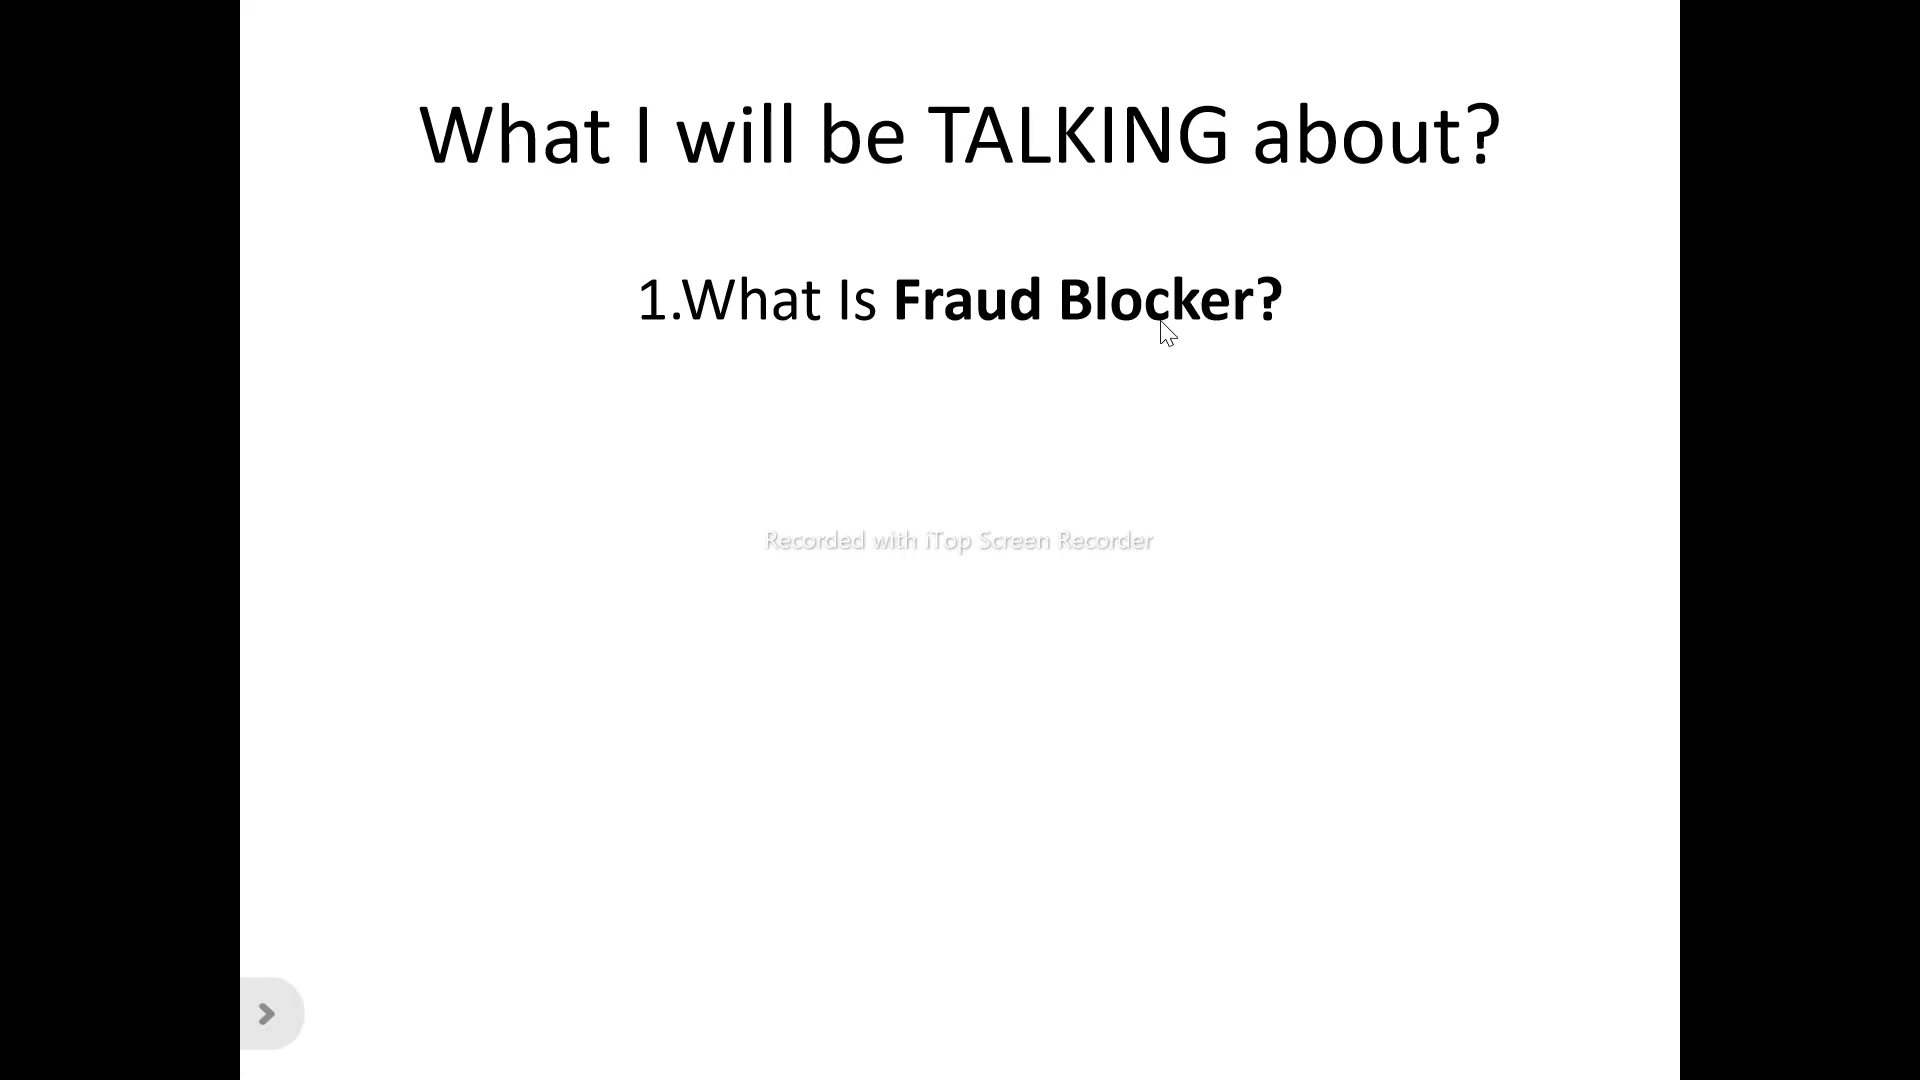 What I will be TALKING about?
1.What Is Fraud Blocker?
Recorded with iTop Screen Recorder